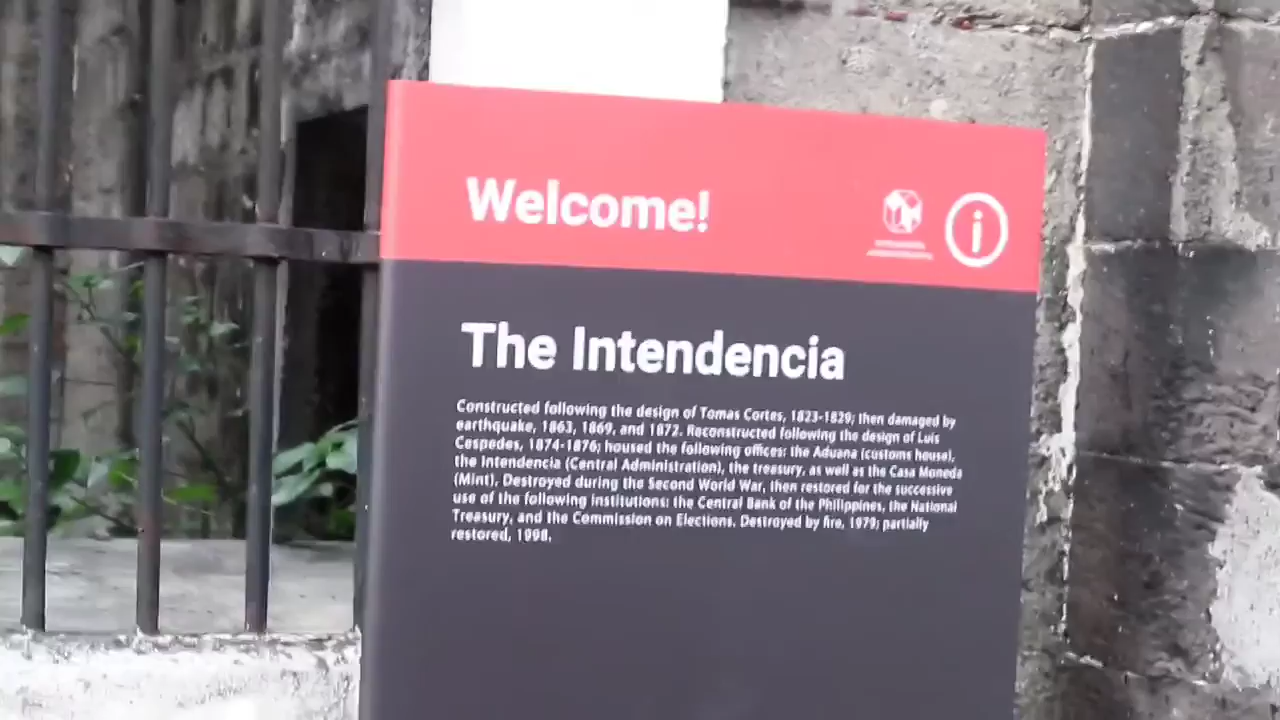 Welcome!
i
The Intendencia
Constructed following the design of Tomas Cortes, 1823-1829; then damaged by
earthquake, 1863, 1869, and 1872. Reconstructed following the design of Luis
Cespedes, 1874-1876; housed the following offices: the Aduana (customs house),
the Intendencia (Central Administration), the treasury, as well as the Casa Moneda
(Mint). Destroyed during the Second World War, then restored for the successive
use of the following institutions: the Central Bank of the Philippines, the National
Treasury, and the Commission on Elections. Destroyed by fire, 1979; partially
restored, 1998.